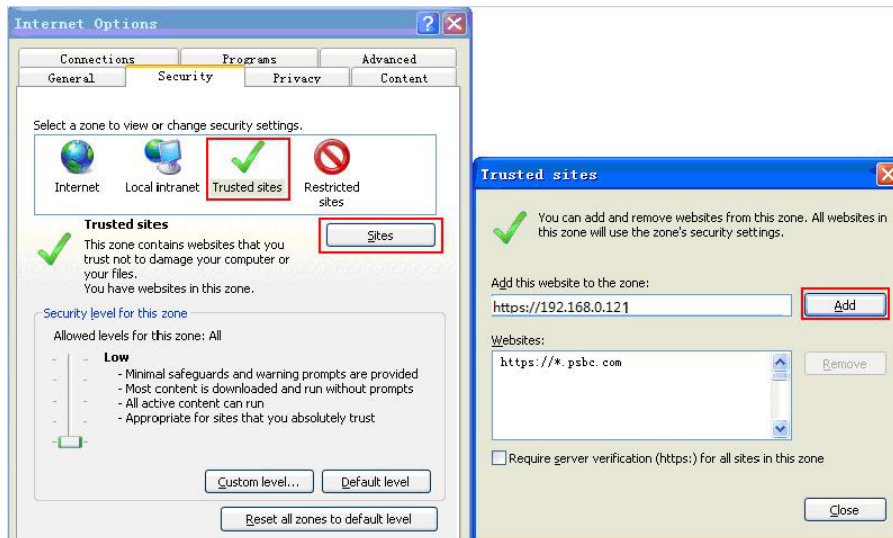 Internet Options
Connections Programs Advanced
General Security Privacy Content
Select a zone to view or change security settings.
Internet Local intranet Trusted sites Restricted sites
Trusted sites
Sites
This zone contains websites that you
trust not to damage your computer or
your files.
You have websites in this zone.
Security level for this zone
Allowed levels for this zone: All
Low
- Minimal safeguards and warning prompts are provided
- Most content is downloaded and run without prompts
- All active content can run
- Appropriate for sites that you absolutely trust
Custom level... Default level
Reset all zones to default level
Trusted sites
You can add and remove websites from this zone. All websites in
this zone will use the zone's security settings.
Add this website to the zone:
https://192.168.0.121
Add
Websites:
https://*.psbc.com
Remove
Require server verification (https:) for all sites in this zone
Close